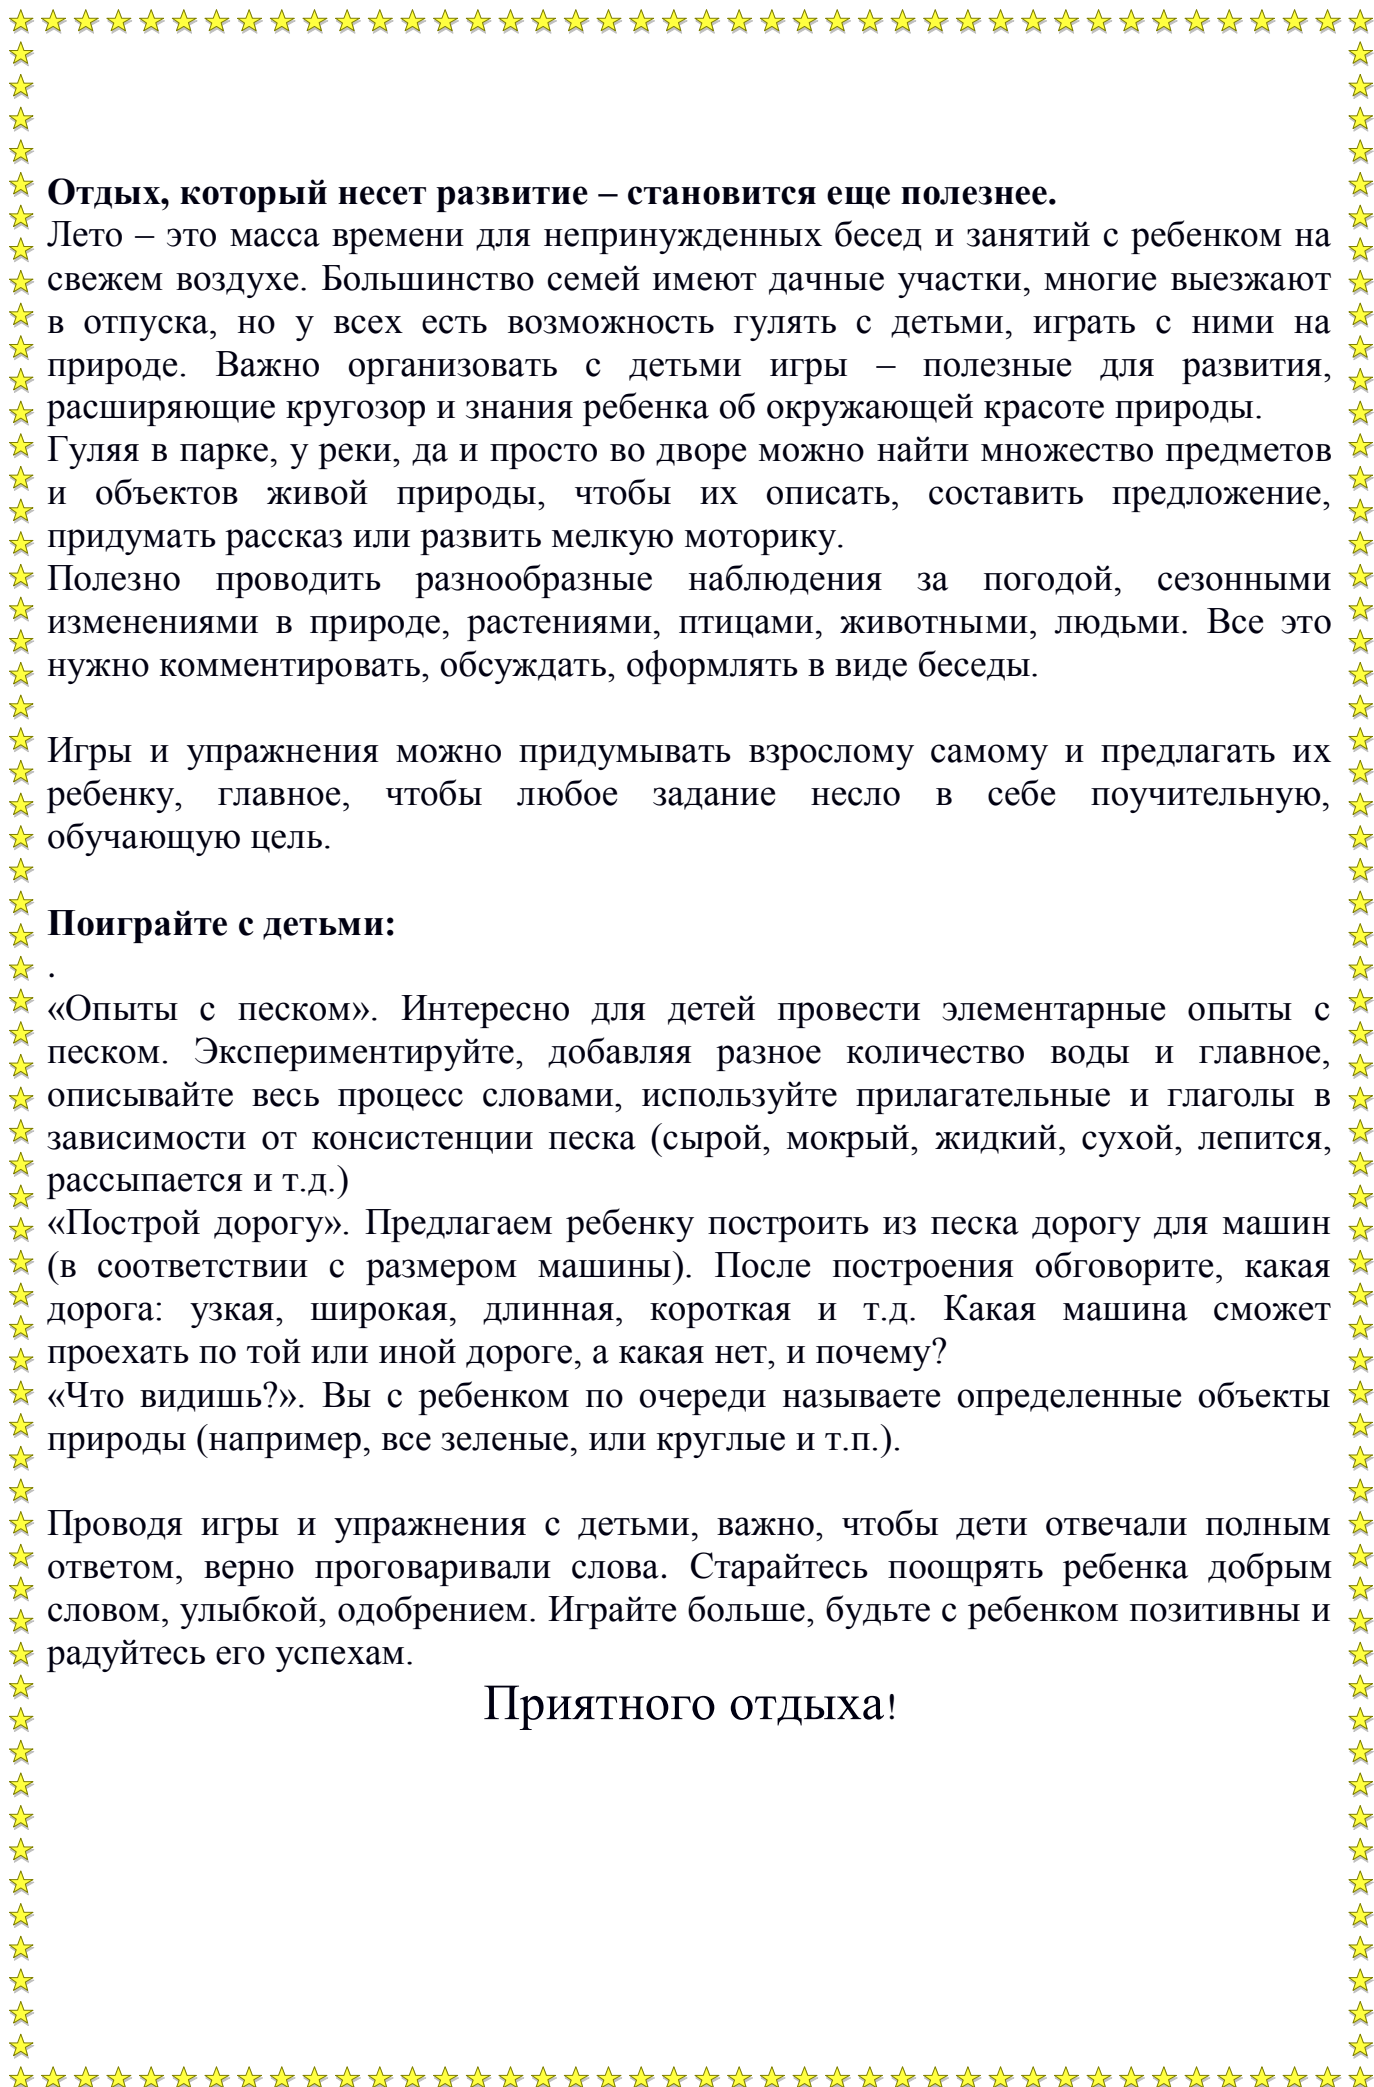 Отдых, который несет развитие – становится еще полезнее.
Лето – это масса времени для непринужденных бесед и занятий с ребенком на
свежем воздухе. Большинство семей имеют дачные участки, многие выезжают
в отпуска, но у всех есть возможность гулять с детьми, играть с ними на
природе. Важно организовать с детьми игры – полезные для развития,
расширяющие кругозор и знания ребенка об окружающей красоте природы.
Гуляя в парке, у реки, да и просто во дворе можно найти множество предметов
и объектов живой природы, чтобы их описать, составить предложение,
придумать рассказ или развить мелкую моторику.
Полезно проводить разнообразные наблюдения за погодой, сезонными
изменениями в природе, растениями, птицами, животными, людьми. Все это
нужно комментировать, обсуждать, оформлять в виде беседы.
Игры и упражнения можно придумывать взрослому самому и предлагать их
ребенку, главное, чтобы любое задание несло в себе поучительную,
обучающую цель.
Поиграйте с детьми:
.
«Опыты с песком». Интересно для детей провести элементарные опыты с
песком. Экспериментируйте, добавляя разное количество воды и главное,
описывайте весь процесс словами, используйте прилагательные и глаголы в
зависимости от консистенции песка (сырой, мокрый, жидкий, сухой, лепится,
рассыпается и т.д.)
«Построй дорогу». Предлагаем ребенку построить из песка дорогу для машин
(в соответствии с размером машины). После построения обговорите, какая
дорога: узкая, широкая, длинная, короткая и т.д. Какая машина сможет
проехать по той или иной дороге, а какая нет, и почему?
«Что видишь?». Вы с ребенком по очереди называете определенные объекты
природы (например, все зеленые, или круглые и т.п.).
Проводя игры и упражнения с детьми, важно, чтобы дети отвечали полным
ответом, верно проговаривали слова. Старайтесь поощрять ребенка добрым
словом, улыбкой, одобрением. Играйте больше, будьте с ребенком позитивны и
радуйтесь его успехам.
Приятного отдыха!